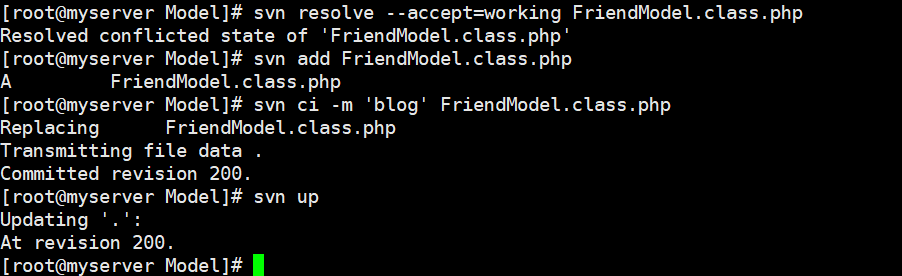 [root@myserver Model]# svn resolve --accept=working FriendModel.class.php
Resolved conflicted state of 'FriendModel.class.php'
[root@myserver Model]# svn add FriendModel.class.php
A         FriendModel.class.php
[root@myserver Model]# svn ci -m 'blog' FriendModel.class.php
Replacing      FriendModel.class.php
Transmitting file data .
Committed revision 200.
[root@myserver Model]# svn up
Updating '.':
At revision 200.
[root@myserver Model]#